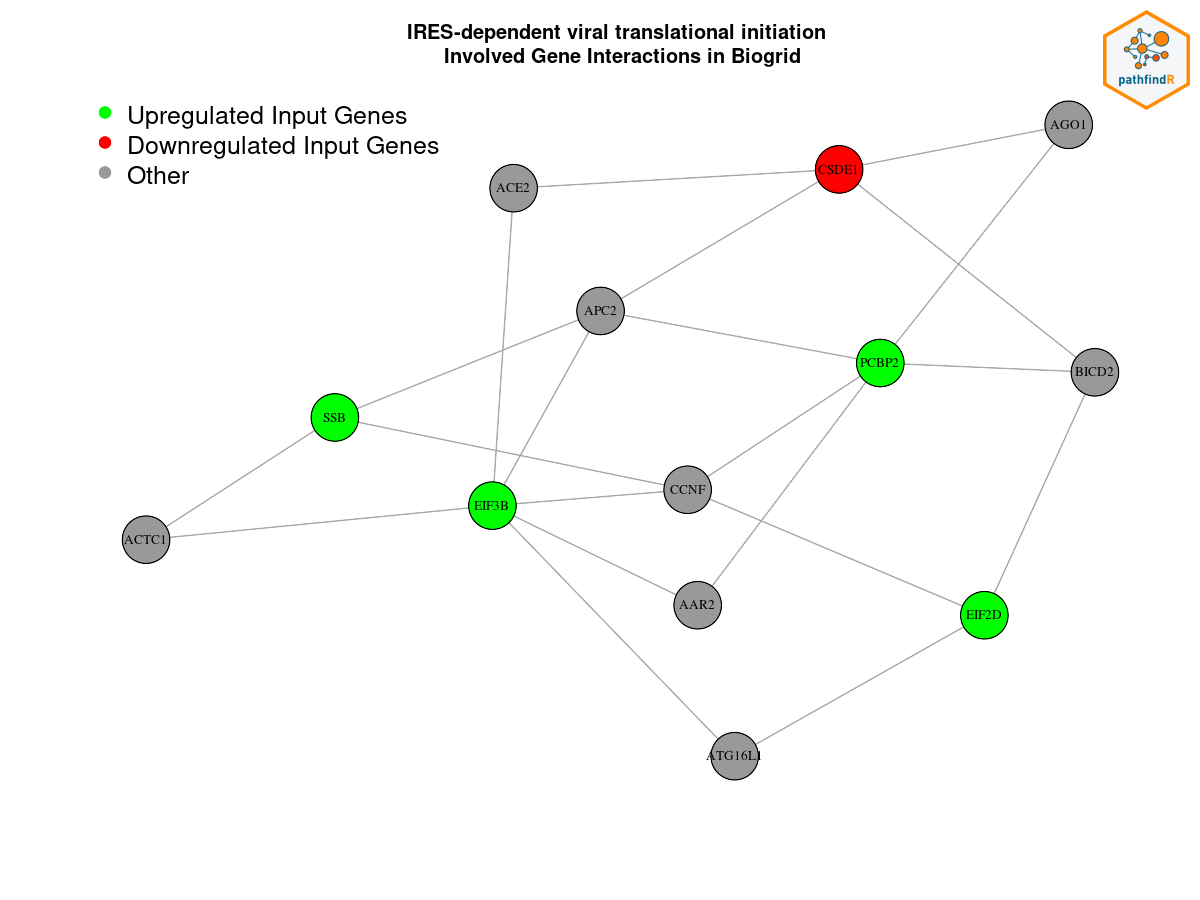 IRES-dependent viral translational initiation
Involved Gene Interactions in Biogrid
pathfindR
Upregulated Input Genes
Downregulated Input Genes
Other
AGO1
CSDE1
ACE2
APC2
PCBP2
BICD2
SSB
CCNF
EIF3B
ACTC1
AAR2
EIF2D
ATG16L1